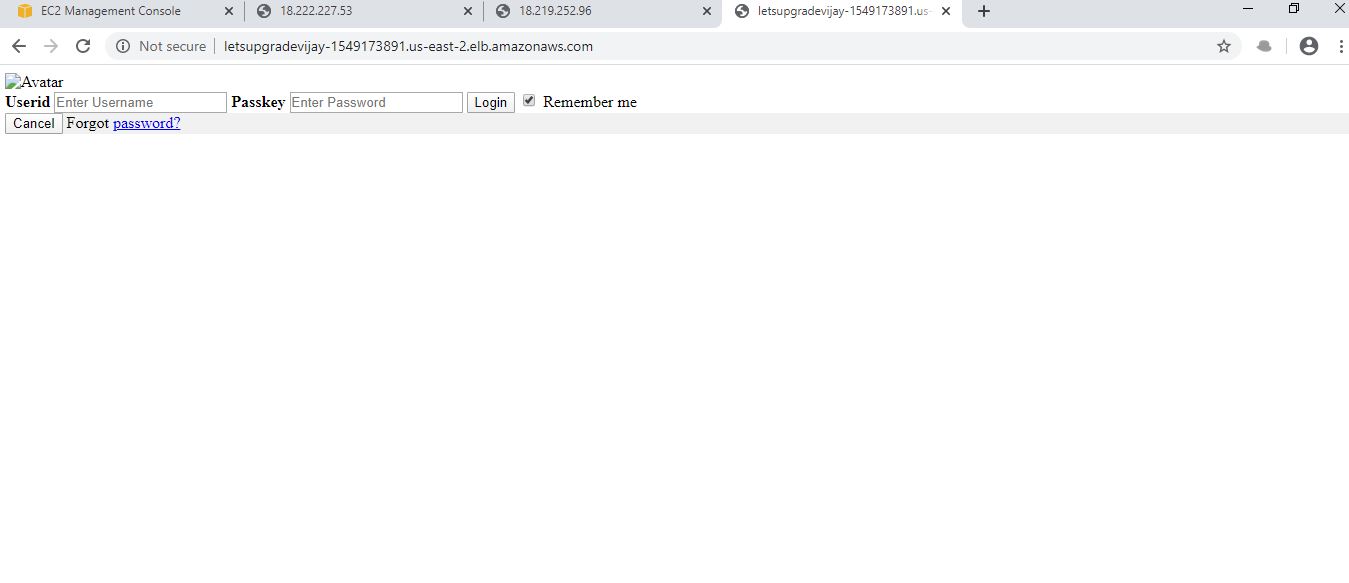 EC2 Management Console 18.222.227.53 18.219.252.96 letsupgradevijay-1549173891.us-
Not secure letsupgradevijay-1549173891.us-east-2.elb.amazonaws.com
Avatar
Userid Enter Username Passkey Enter Password Login Remember me
Cancel Forgot password?